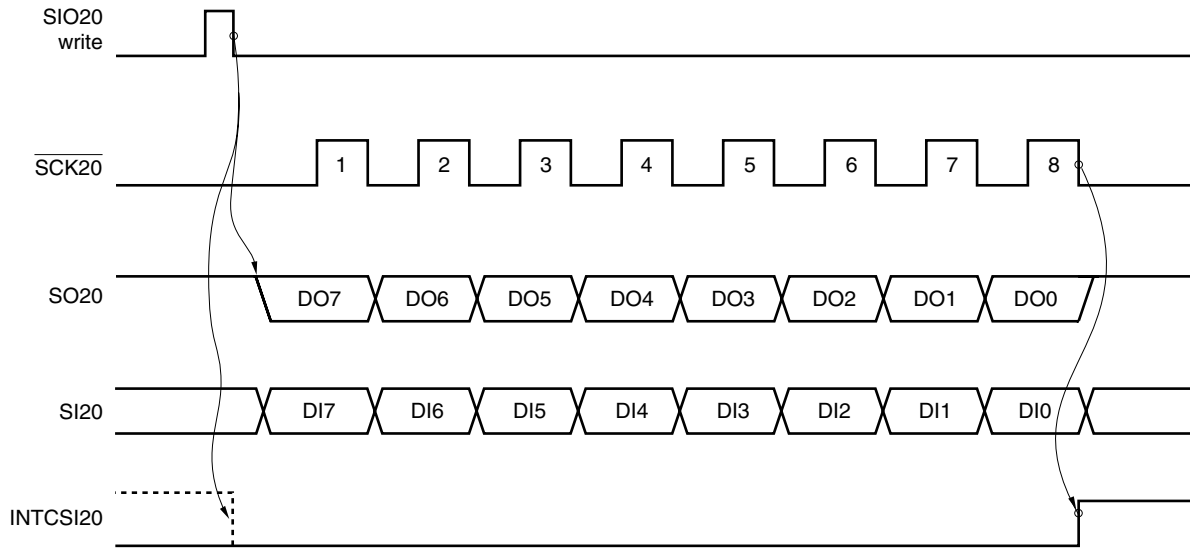 SIO20
write
SCK20
1 2 3 4 5 6 7 8
SO20
DO7 DO6 DO5 DO4 DO3 DO2 DO1 DO0
SI20
DI7 DI6 DI5 DI4 DI3 DI2 DI1 DI0
INTCSI20